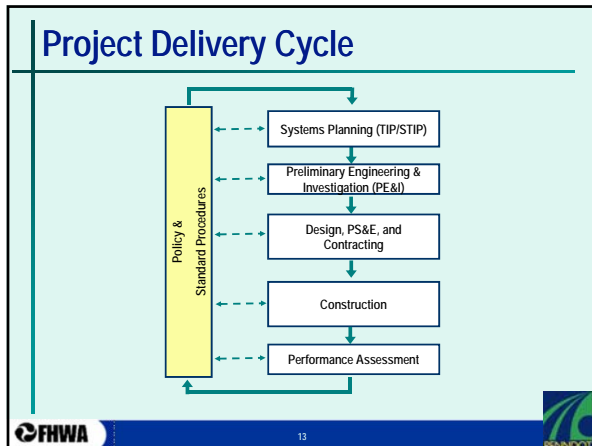 Project Delivery Cycle
Policy &
Standard Procedures
Systems Planning (TIP/STIP)
Preliminary Engineering &
Investigation (PE&I)
Design, PS&E, and
Contracting
Construction
Performance Assessment
FHWA
13
PENNDOT